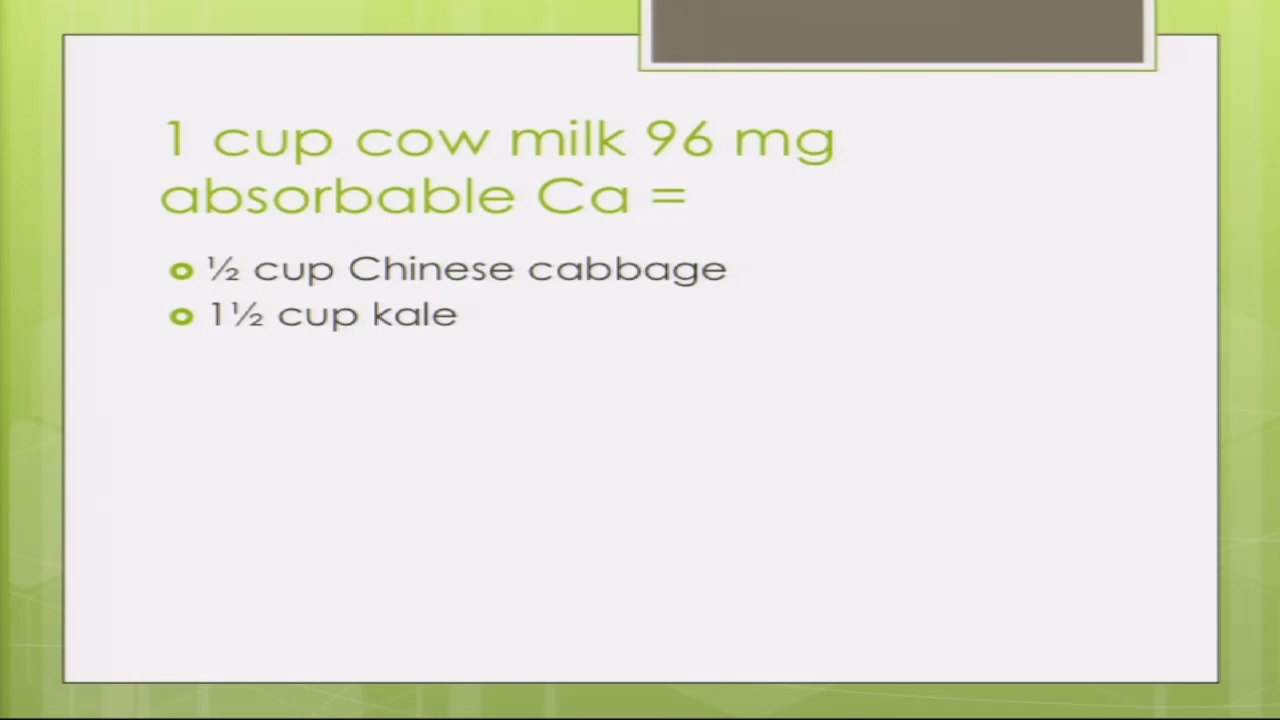 1 cup cow milk 96 mg
absorbable Ca =
½ cup Chinese cabbage
1½ cup kale